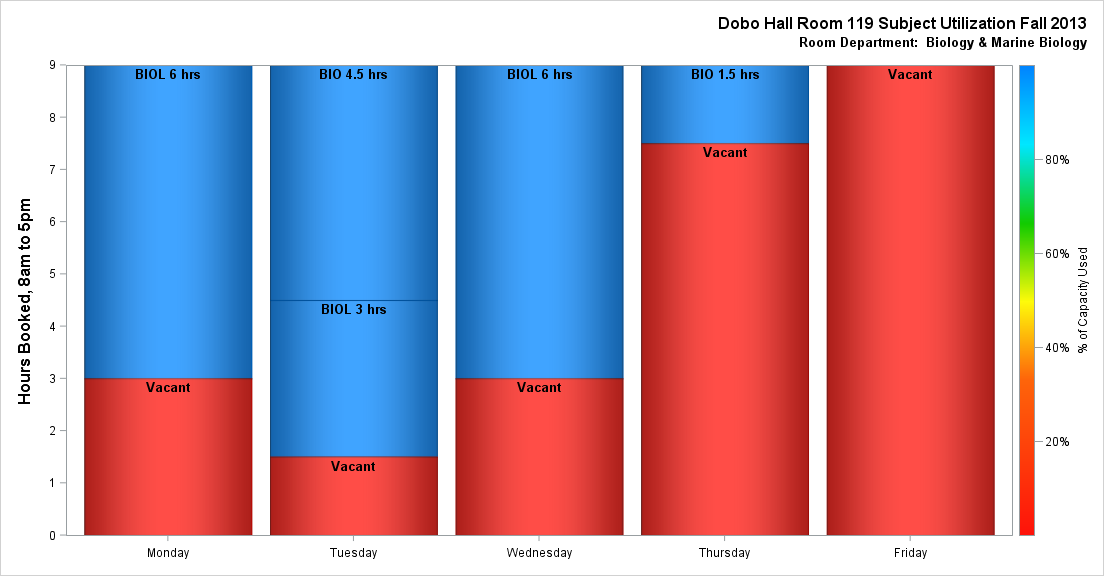 Dobo Hall Room 119 Subject Utilization Fall 2013
Room Department:  Biology & Marine Biology
Hours Booked, 8am to 5pm
9
8
7
6
5
4
3
2
1
0
BIOL 6 hrs
Vacant
BIO 4.5 hrs
BIOL 3 hrs
Vacant
BIOL 6 hrs
Vacant
BIO 1.5 hrs
Vacant
Vacant
Monday
Tuesday
Wednesday
Thursday
Friday
80%
60%
40%
20%
% of Capacity Used